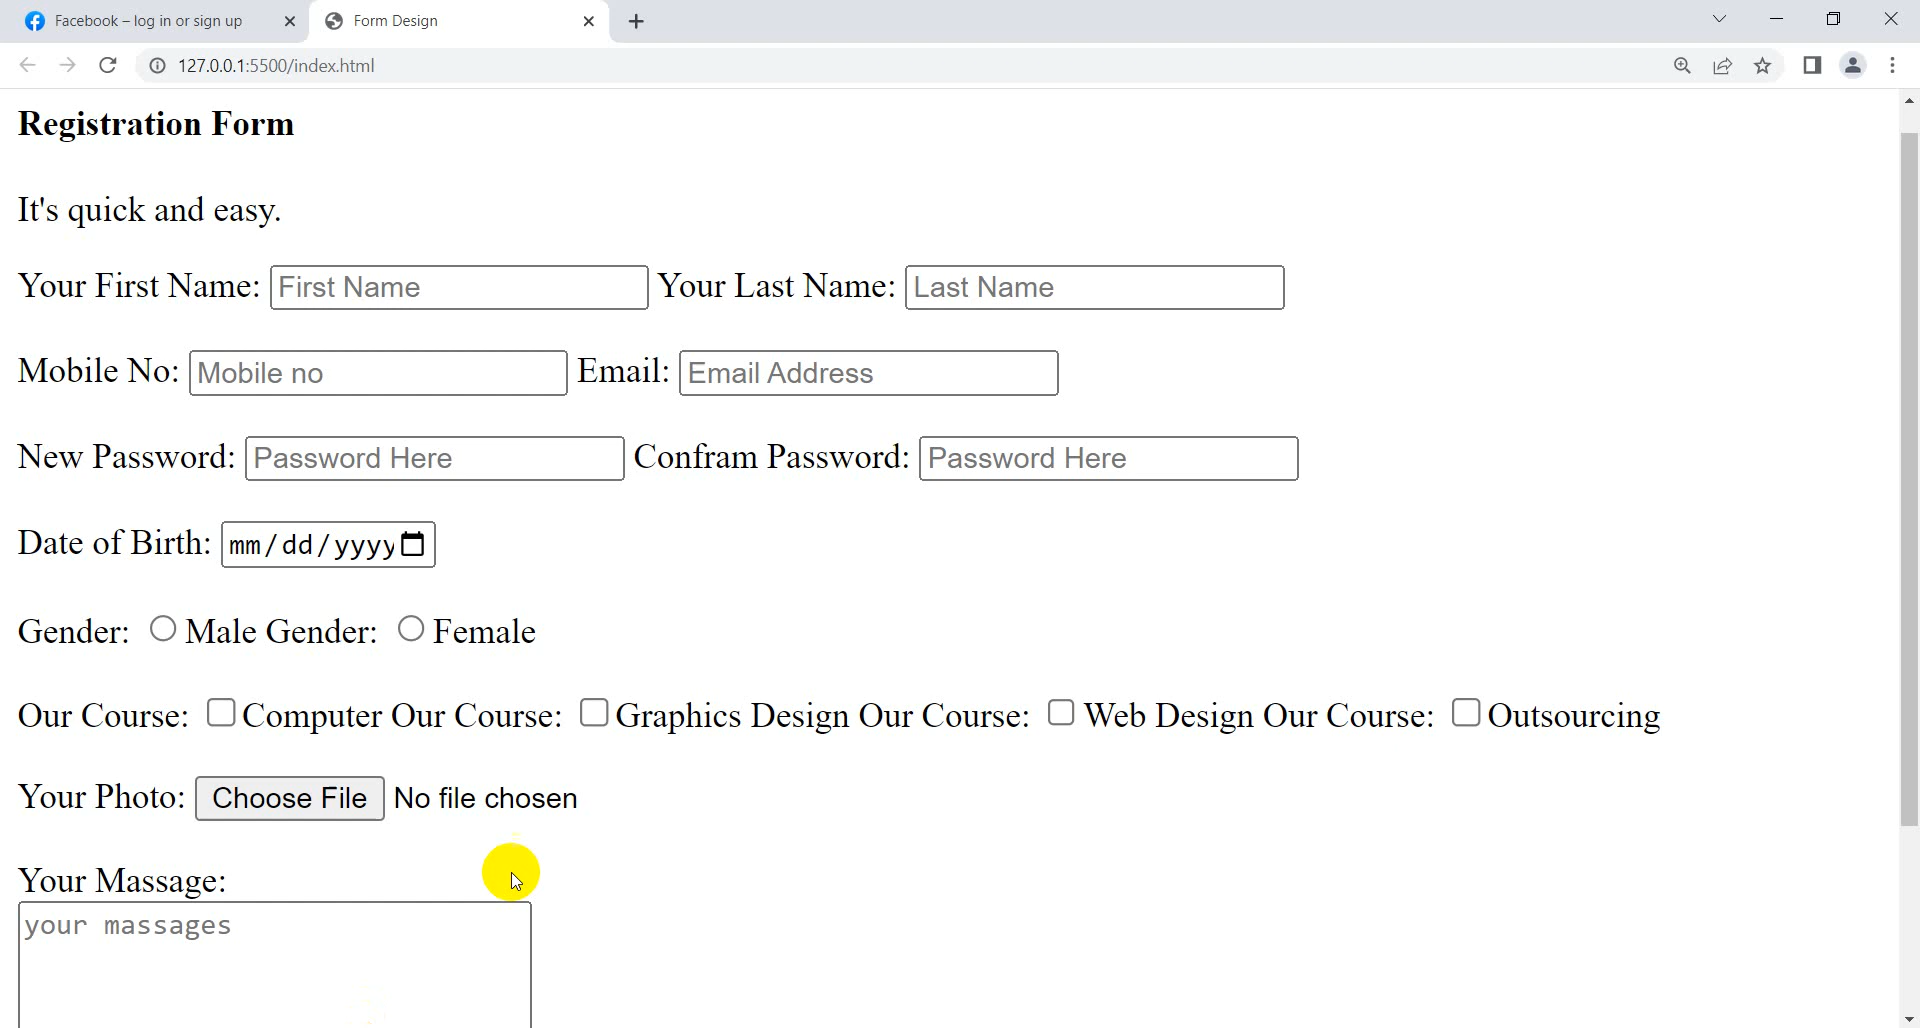 Facebook – log in or sign up
Form Design
127.0.0.1:5500/index.html
Registration Form
It's quick and easy.
Your First Name: First Name Your Last Name: Last Name
Mobile No: Mobile no Email: Email Address
New Password: Password Here Confram Password: Password Here
Date of Birth: mm/dd/yyyy
Gender: Male Gender: Female
Our Course: Computer Our Course: Graphics Design Our Course: Web Design Our Course: Outsourcing
Your Photo: Choose File No file chosen
Your Massage:
your massages